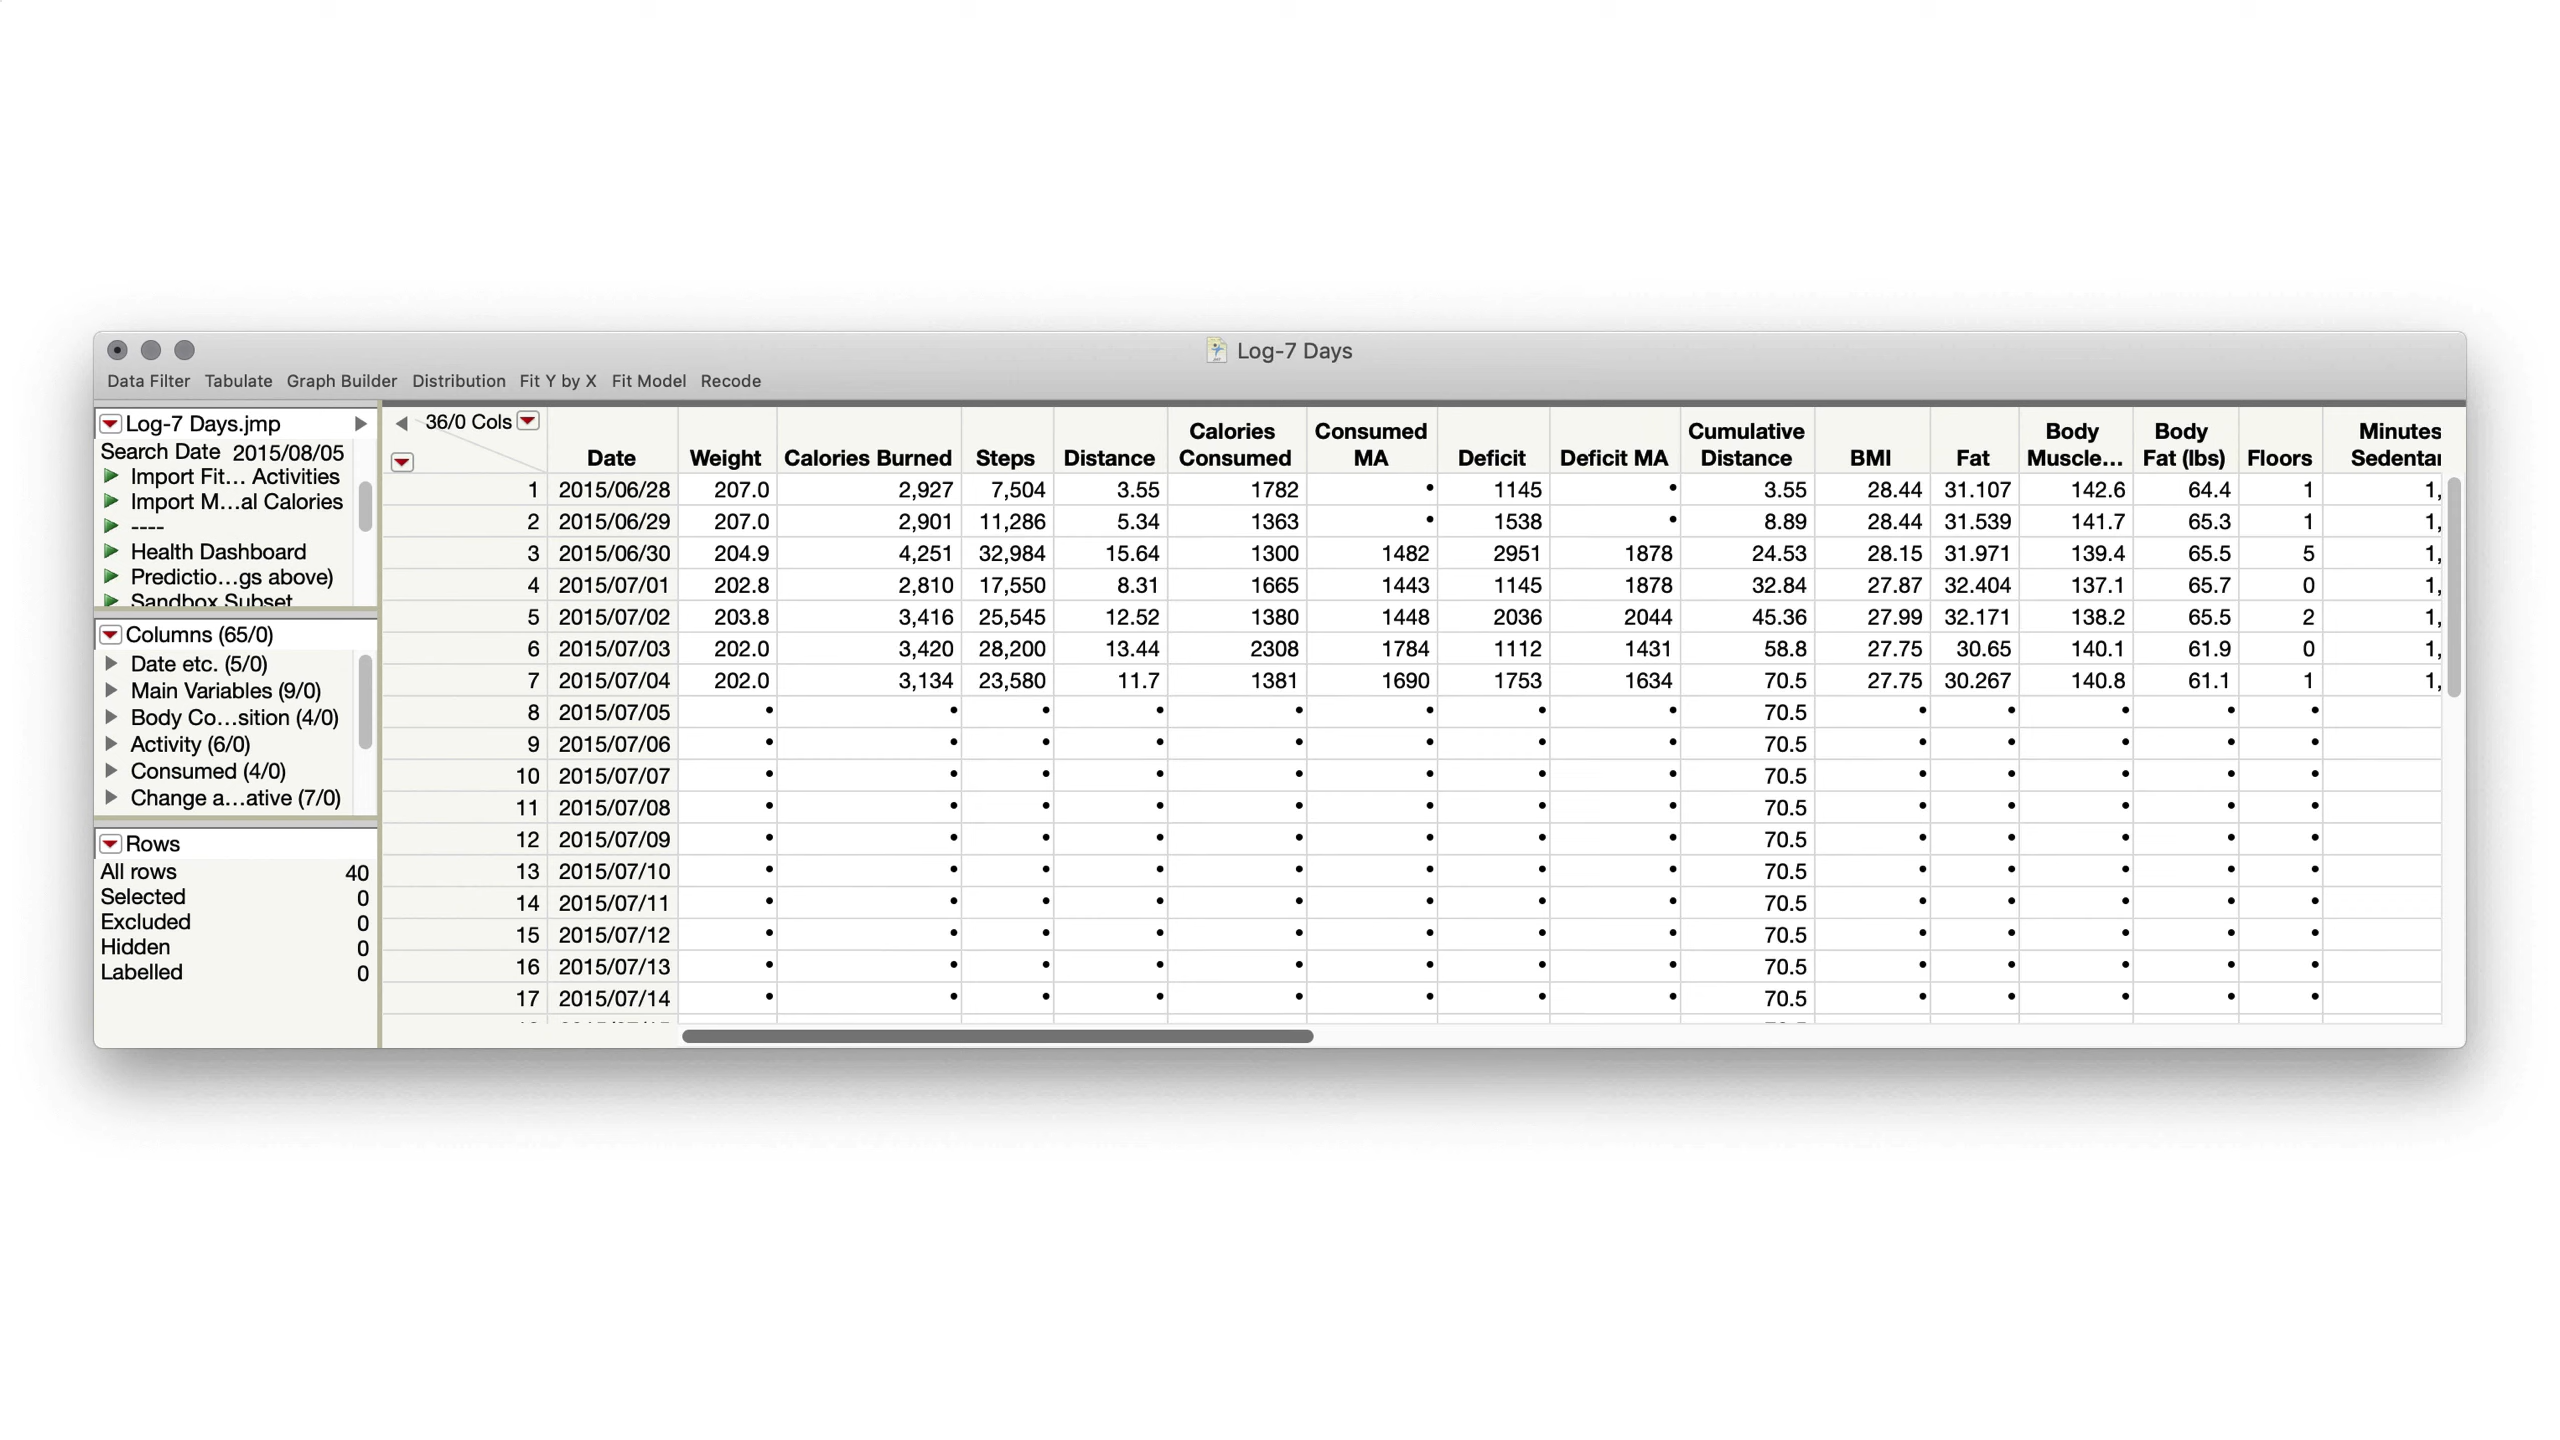 Log-7 Days
Data Filter Tabulate Graph Builder Distribution Fit Y by X Fit Model Recode
Log-7 Days.jmp
Search Date 2015/08/05
Import Fit... Activities
Import M...al Calories
----
Health Dashboard
Predictio...gs above)
Sandbox Subset
Columns (65/0)
Date etc. (5/0)
Main Variables (9/0)
Body Co...sition (4/0)
Activity (6/0)
Consumed (4/0)
Change a...ative (7/0)
Rows
All rows 40
Selected 0
Excluded 0
Hidden 0
Labelled 0
36/0 Cols
Date Weight Calories Burned Steps Distance Calories Consumed Consumed MA Deficit Deficit MA Cumulative Distance BMI Fat Body Muscle... Body Fat (lbs) Floors Minutes Sedentar
1 2015/06/28 207.0 2,927 7,504 3.55 1782 • 1145 • 3.55 28.44 31.107 142.6 64.4 1 1,
2 2015/06/29 207.0 2,901 11,286 5.34 1363 • 1538 • 8.89 28.44 31.539 141.7 65.3 1 1,
3 2015/06/30 204.9 4,251 32,984 15.64 1300 1482 2951 1878 24.53 28.15 31.971 139.4 65.5 5 1,
4 2015/07/01 202.8 2,810 17,550 8.31 1665 1443 1145 1878 32.84 27.87 32.404 137.1 65.7 0 1,
5 2015/07/02 203.8 3,416 25,545 12.52 1380 1448 2036 2044 45.36 27.99 32.171 138.2 65.5 2 1,
6 2015/07/03 202.0 3,420 28,200 13.44 2308 1784 1112 1431 58.8 27.75 30.65 140.1 61.9 0 1,
7 2015/07/04 202.0 3,134 23,580 11.7 1381 1690 1753 1634 70.5 27.75 30.267 140.8 61.1 1 1,
8 2015/07/05 • • • • • • • • 70.5 • • • • •
9 2015/07/06 • • • • • • • • 70.5 • • • • •
10 2015/07/07 • • • • • • • • 70.5 • • • • •
11 2015/07/08 • • • • • • • • 70.5 • • • • •
12 2015/07/09 • • • • • • • • 70.5 • • • • •
13 2015/07/10 • • • • • • • • 70.5 • • • • •
14 2015/07/11 • • • • • • • • 70.5 • • • • •
15 2015/07/12 • • • • • • • • 70.5 • • • • •
16 2015/07/13 • • • • • • • • 70.5 • • • • •
17 2015/07/14 • • • • • • • • 70.5 • • • • •